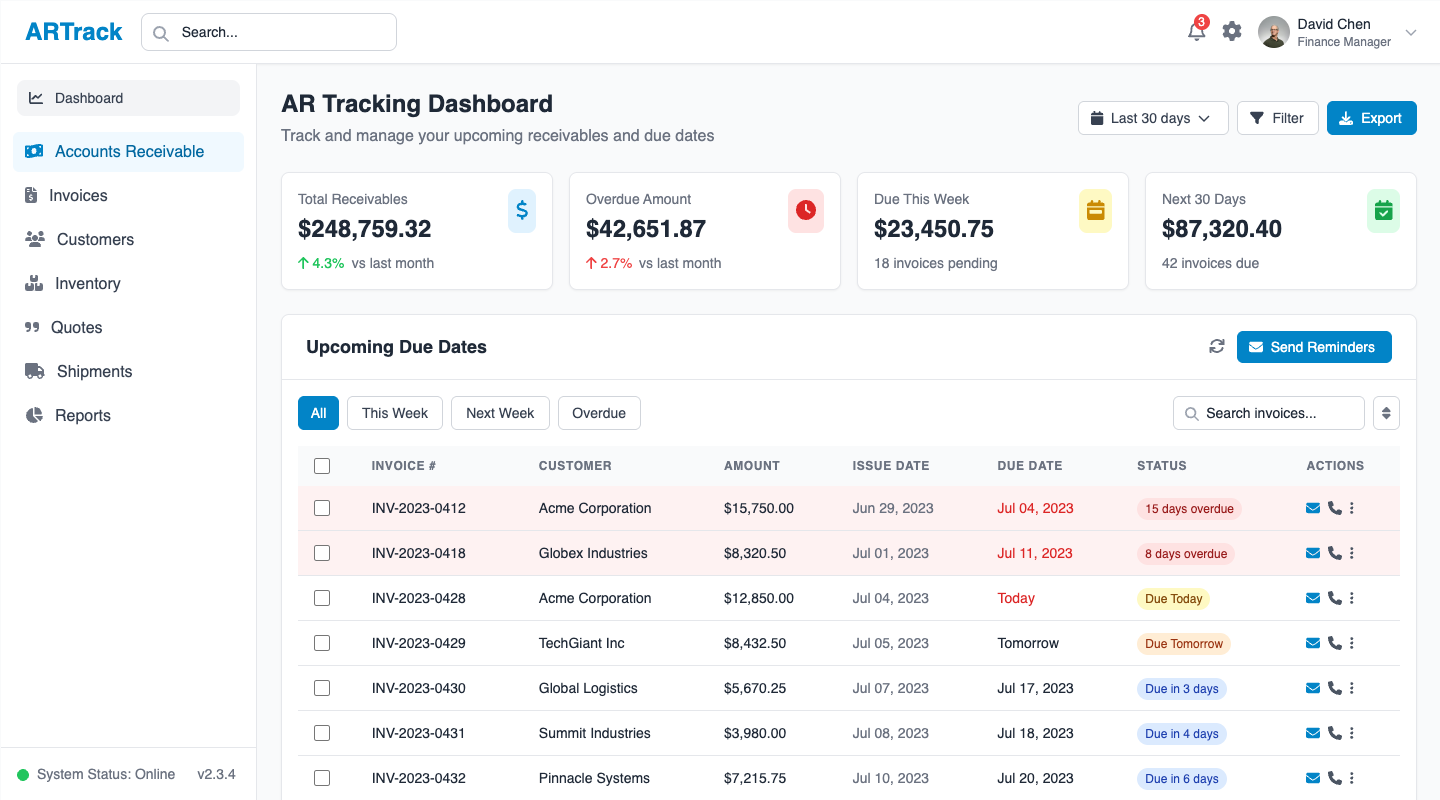 ARTrack
Search...
3
David Chen
Finance Manager
Dashboard
Accounts Receivable
Invoices
Customers
Inventory
Quotes
Shipments
Reports
System Status: Online v2.3.4
AR Tracking Dashboard
Track and manage your upcoming receivables and due dates
Last 30 days
Filter
Export
Total Receivables
$248,759.32
4.3% vs last month
Overdue Amount
$42,651.87
2.7% vs last month
Due This Week
$23,450.75
18 invoices pending
Next 30 Days
$87,320.40
42 invoices due
Upcoming Due Dates
Send Reminders
All This Week Next Week Overdue
Search invoices...
INVOICE # CUSTOMER AMOUNT ISSUE DATE DUE DATE STATUS ACTIONS
INV-2023-0412 Acme Corporation $15,750.00 Jun 29, 2023 Jul 04, 2023 15 days overdue
INV-2023-0418 Globex Industries $8,320.50 Jul 01, 2023 Jul 11, 2023 8 days overdue
INV-2023-0428 Acme Corporation $12,850.00 Jul 04, 2023 Today Due Today
INV-2023-0429 TechGiant Inc $8,432.50 Jul 05, 2023 Tomorrow Due Tomorrow
INV-2023-0430 Global Logistics $5,670.25 Jul 07, 2023 Jul 17, 2023 Due in 3 days
INV-2023-0431 Summit Industries $3,980.00 Jul 08, 2023 Jul 18, 2023 Due in 4 days
INV-2023-0432 Pinnacle Systems $7,215.75 Jul 10, 2023 Jul 20, 2023 Due in 6 days